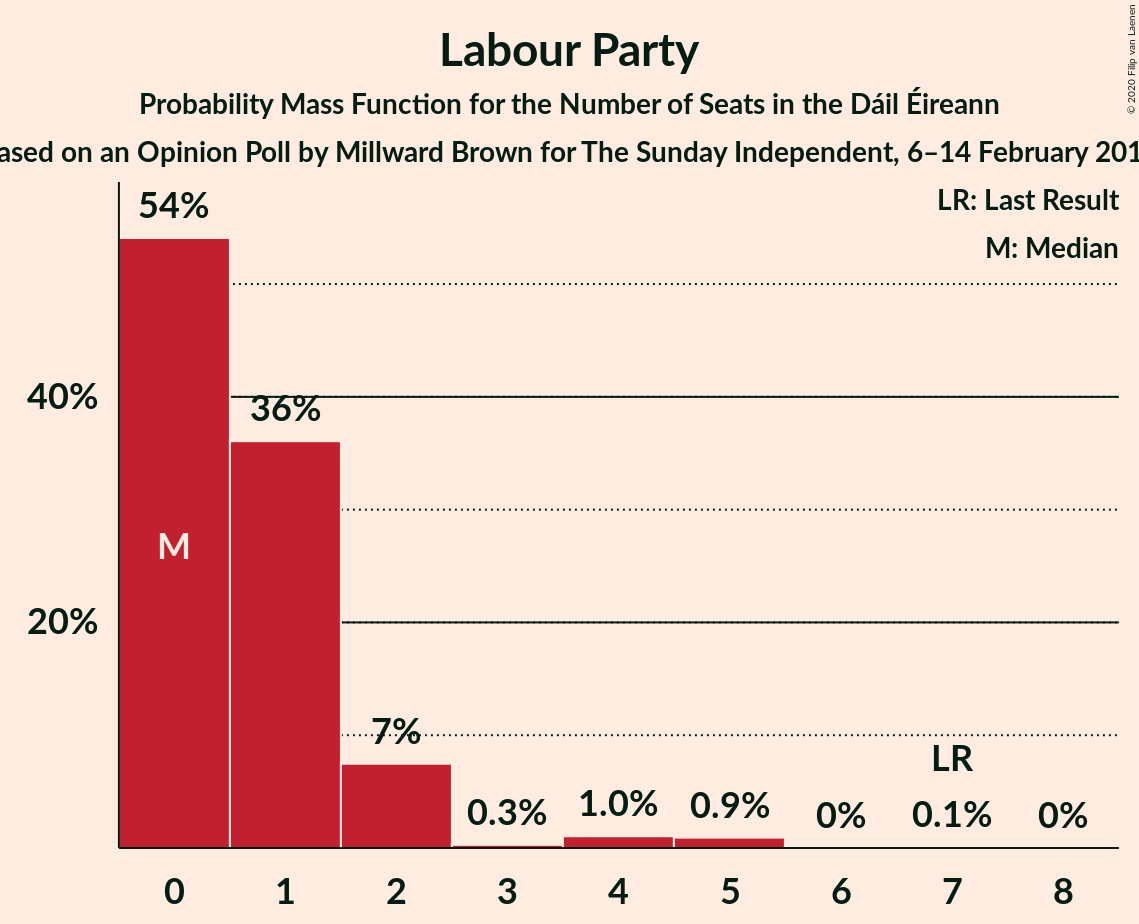 Labour Party
Probability Mass Function for the Number of Seats in the Dáil Éireann
ased on an Opinion Poll by Millward Brown for The Sunday Independent, 6–14 February 201
© 2020 Filip van Laenen
LR: Last Result
M: Median
54%
40%
36%
M
20%
7%
LR
0.3%
1.0%
0.9%
0%
0.1%
0%
0 1 2 3 4 5 6 7 8